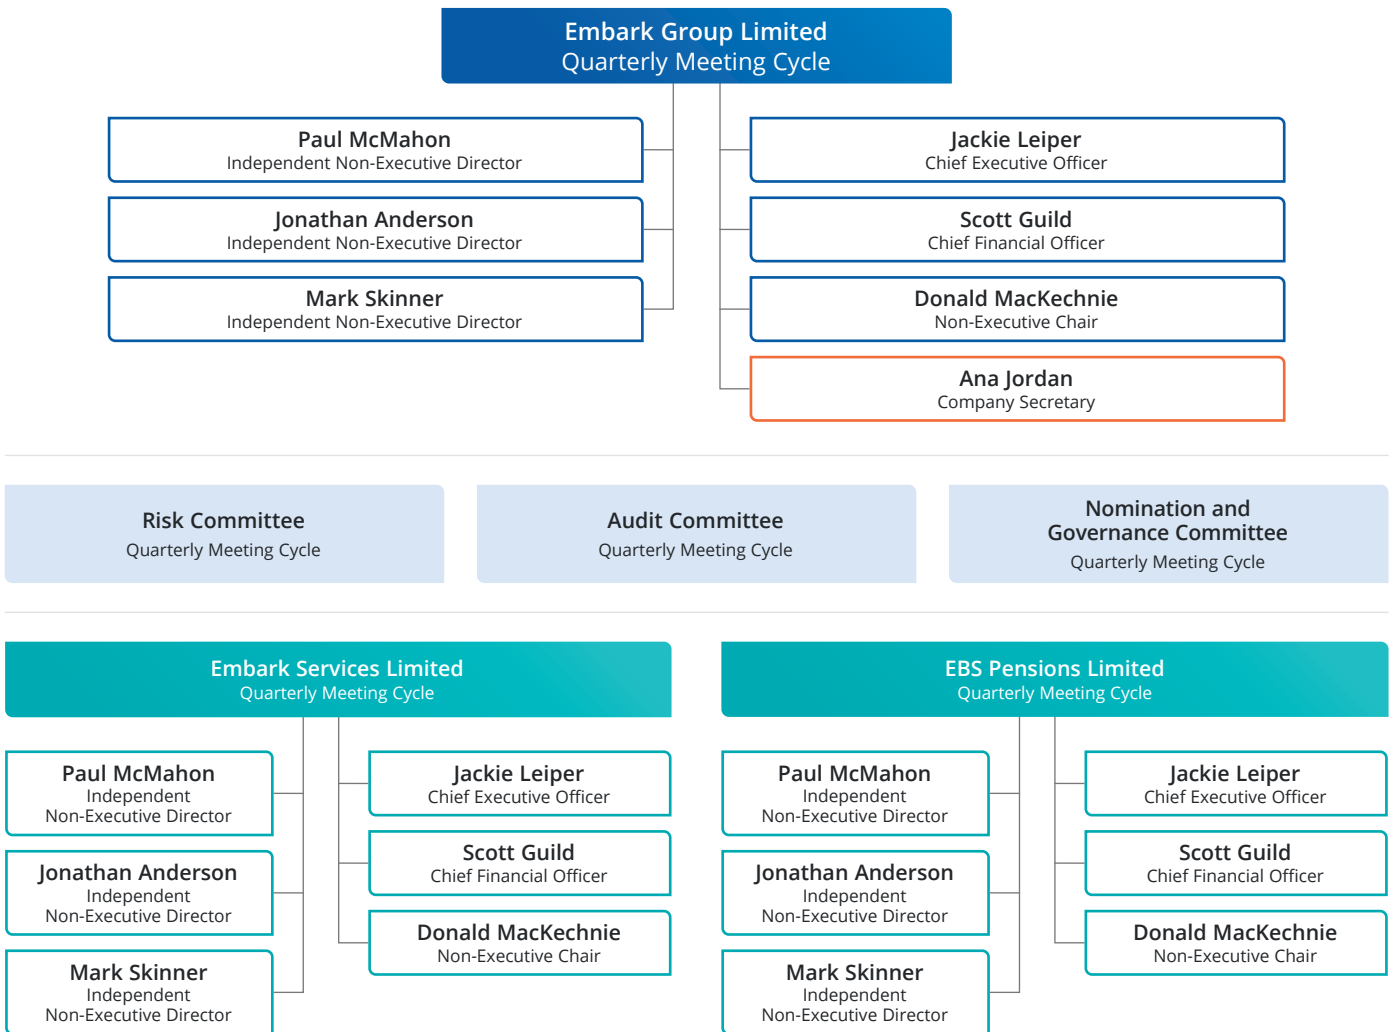 Embark Group Limited
Quarterly Meeting Cycle
Paul McMahon
Independent Non-Executive Director
Jonathan Anderson
Independent Non-Executive Director
Mark Skinner
Independent Non-Executive Director
Jackie Leiper
Chief Executive Officer
Scott Guild
Chief Financial Officer
Donald MacKechnie
Non-Executive Chair
Ana Jordan
Company Secretary
Risk Committee
Quarterly Meeting Cycle
Audit Committee
Quarterly Meeting Cycle
Nomination and
Governance Committee
Quarterly Meeting Cycle
Embark Services Limited
Quarterly Meeting Cycle
Paul McMahon
Independent
Non-Executive Director
Jonathan Anderson
Independent
Non-Executive Director
Mark Skinner
Independent
Non-Executive Director
Jackie Leiper
Chief Executive Officer
Scott Guild
Chief Financial Officer
Donald MacKechnie
Non-Executive Chair
EBS Pensions Limited
Quarterly Meeting Cycle
Paul McMahon
Independent
Non-Executive Director
Jonathan Anderson
Independent
Non-Executive Director
Mark Skinner
Independent
Non-Executive Director
Jackie Leiper
Chief Executive Officer
Scott Guild
Chief Financial Officer
Donald MacKechnie
Non-Executive Chair